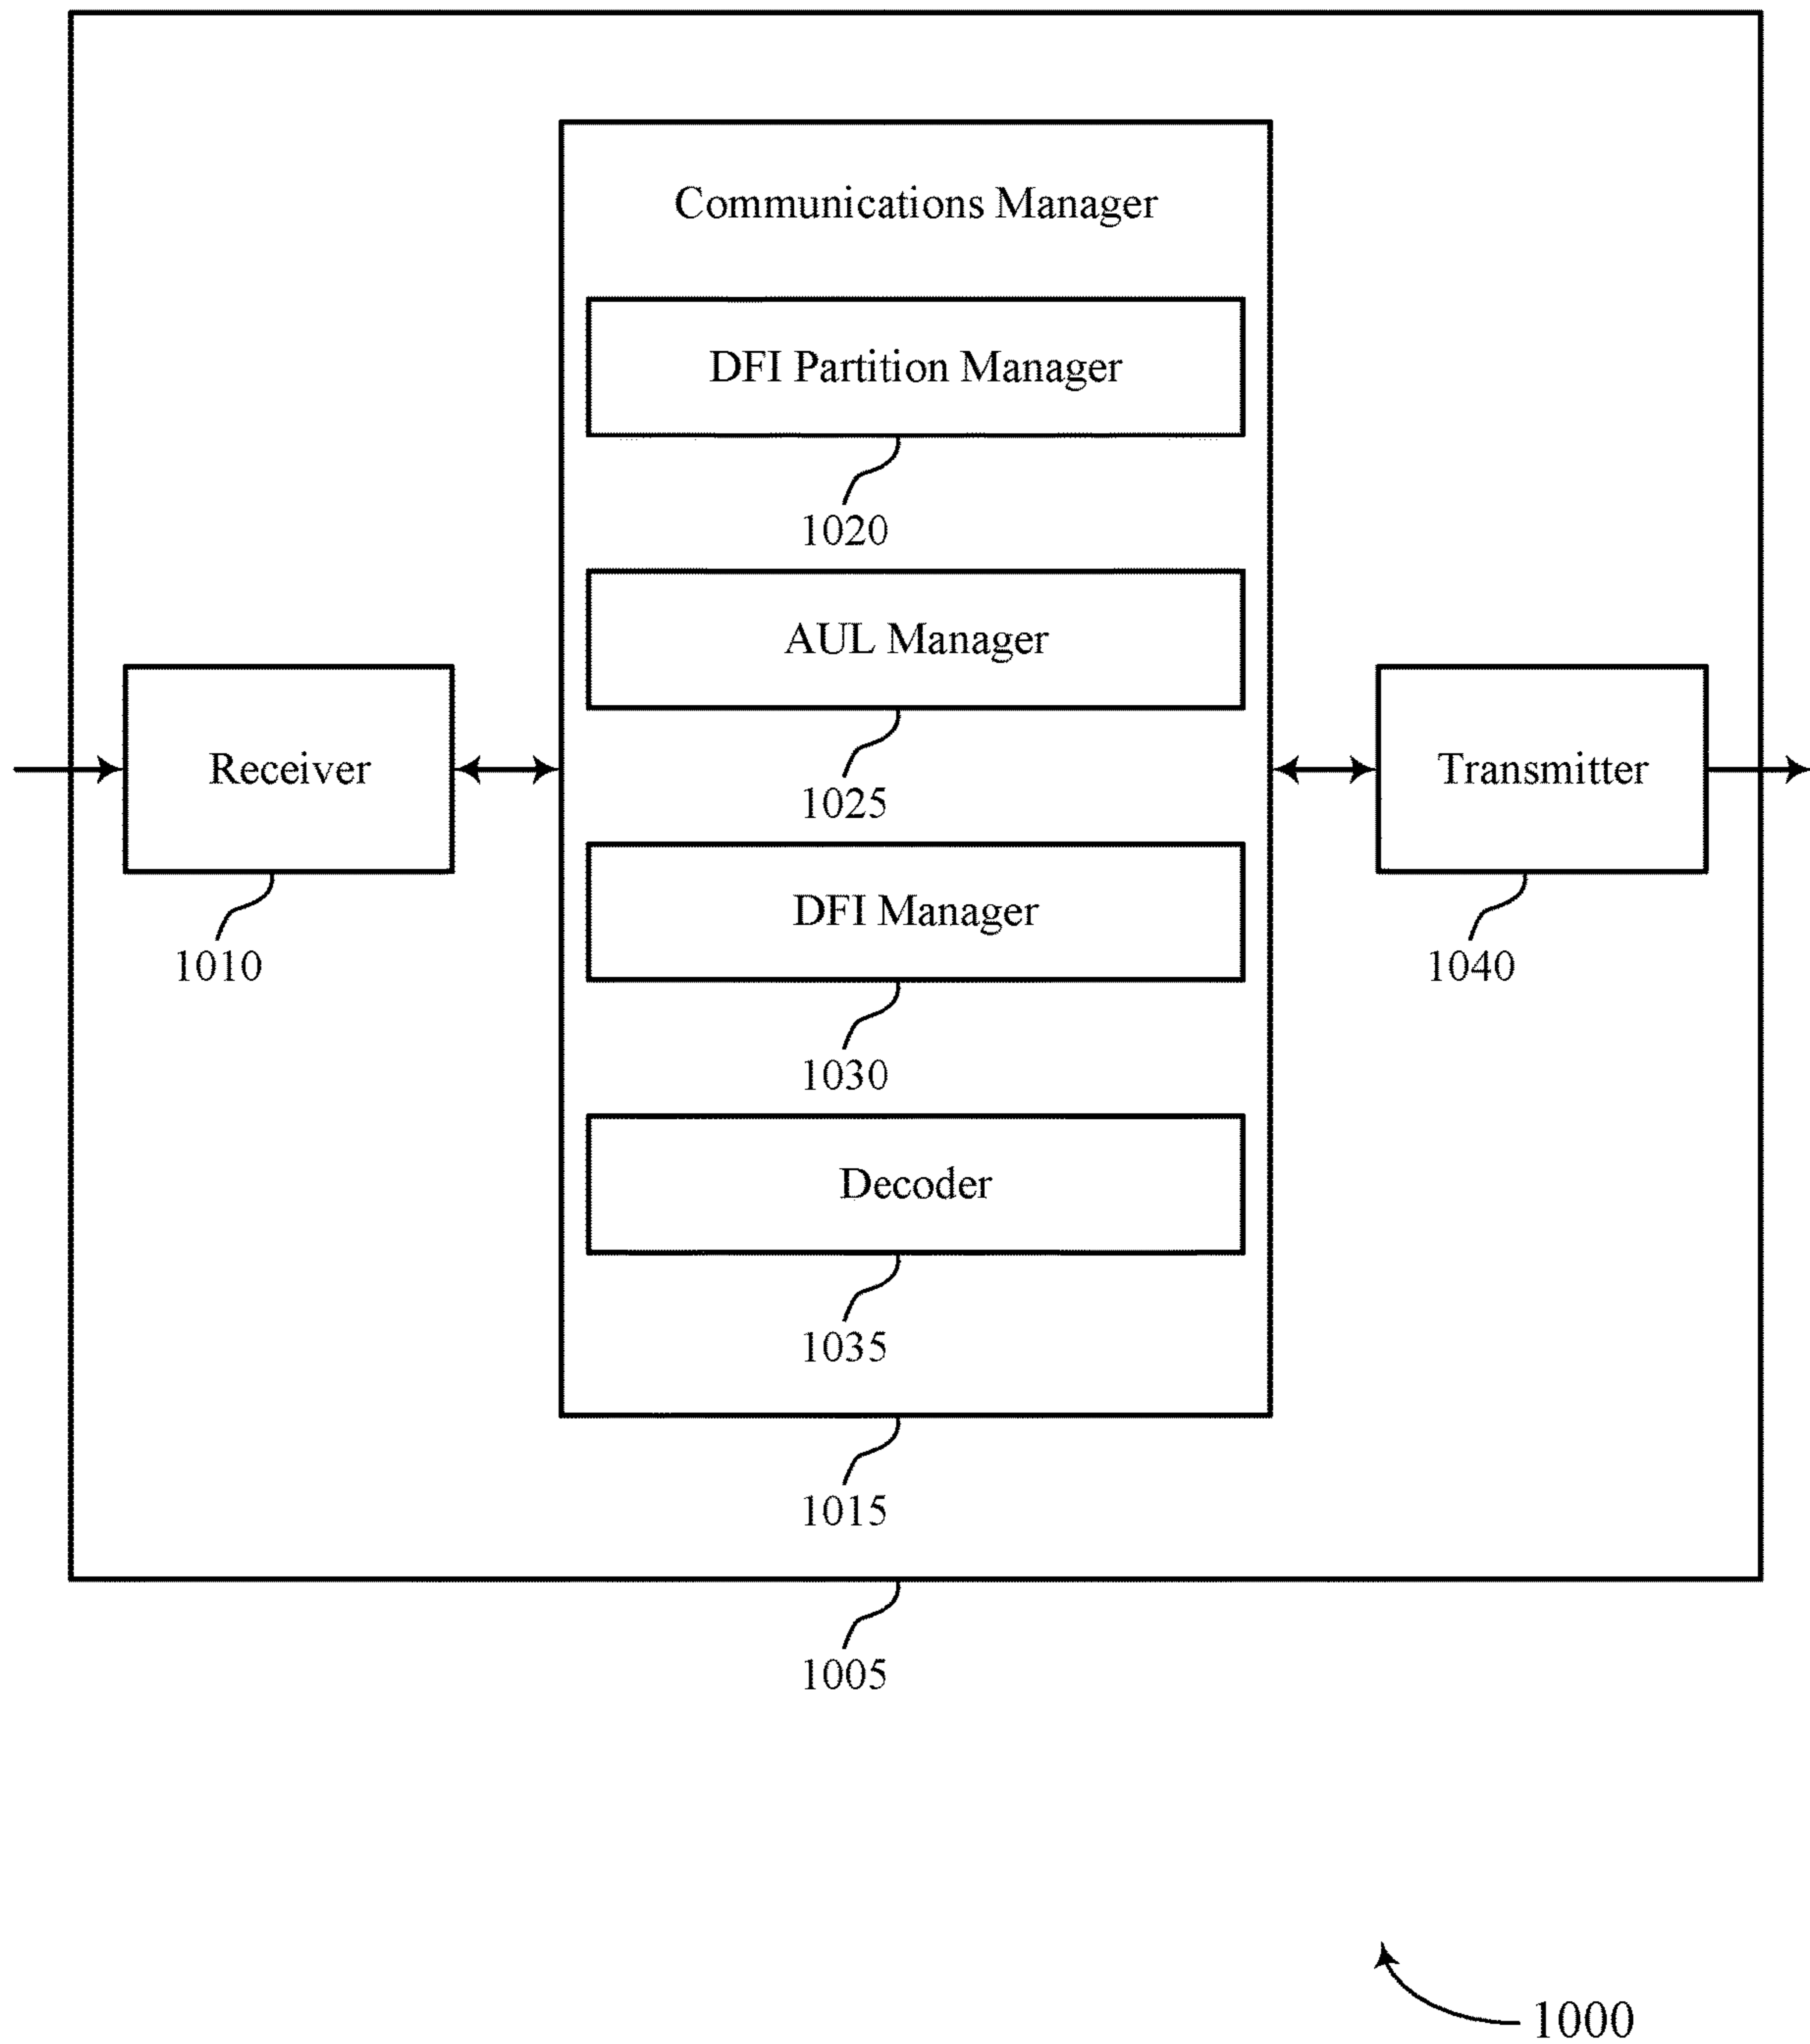 Communications Manager
DFI Partition Manager
1020
AUL Manager
1025
Receiver
1010
Transmitter
1040
DFI Manager
1030
Decoder
1035
1015
1005
1000